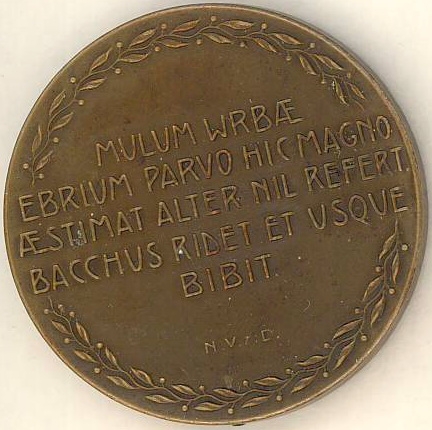 MULUM WRBÆ
EBRIUM PARVO HIC MAGNO
ÆSTIMAT ALTER NIL REFERT.
BACCHUS RIDET ET USQUE
BIBIT.
N.V.:D.